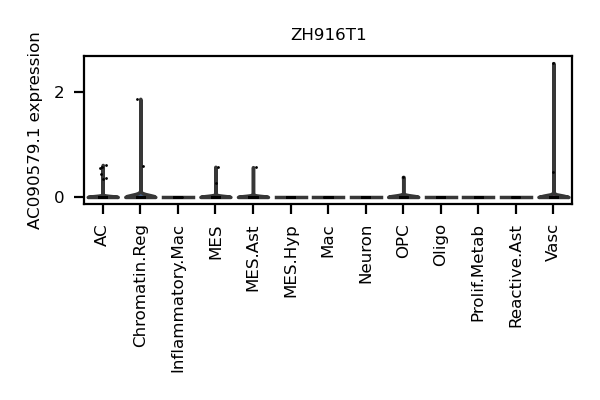 ZH916T1
AC090579.1 expression
2
0
AC
Chromatin.Reg
Inflammatory.Mac
MES
MES.Ast
MES.Hyp
Mac
Neuron
OPC
Oligo
Prolif.Metab
Reactive.Ast
Vasc